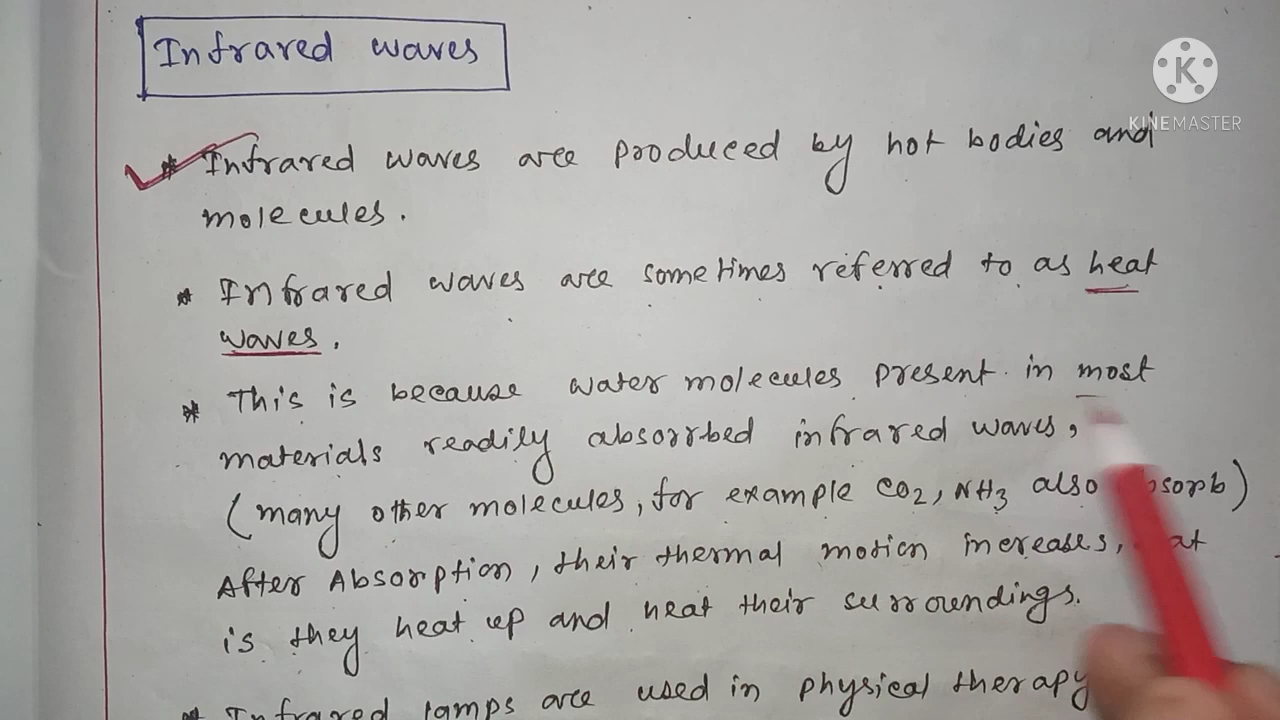 Infrared waves
KINEMASTER
* Infrared waves are produced by hot bodies and
molecules.
* Infrared waves are sometimes referred to as heat
waves.
* This is because water molecules present in most
materials readily absorbed infrared waves,
(many other molecules, for example CO2, NH3 also absorb)
After Absorption, their thermal motion increases,
is they heat up and heat their surroundings.
* Infrared lamps are used in physical therapy